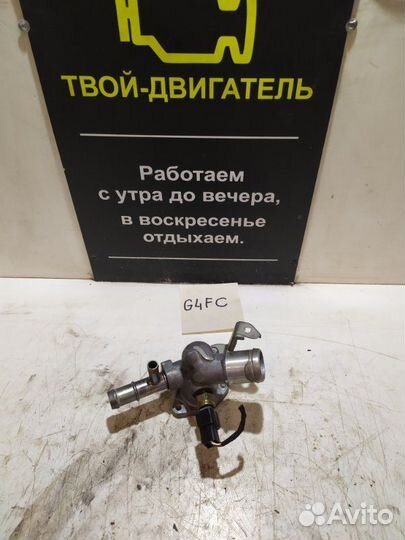 ТВОЙ-ДВИГАТЕЛЬ
Работаем
с утра до вечера,
в воскресенье
отдыхаем.
G4FC
Avito